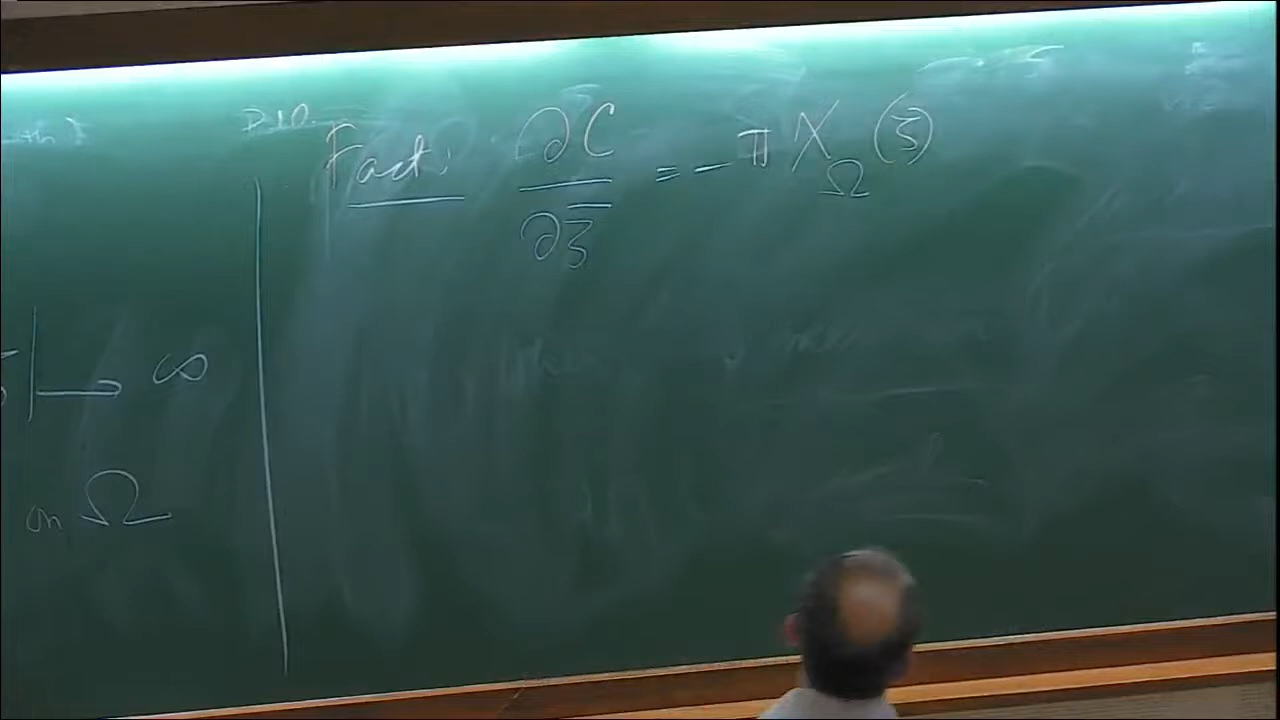 Fact: ∂C/∂ζ̄ = -π χ_Ω (ζ)
| → ∞
on Ω